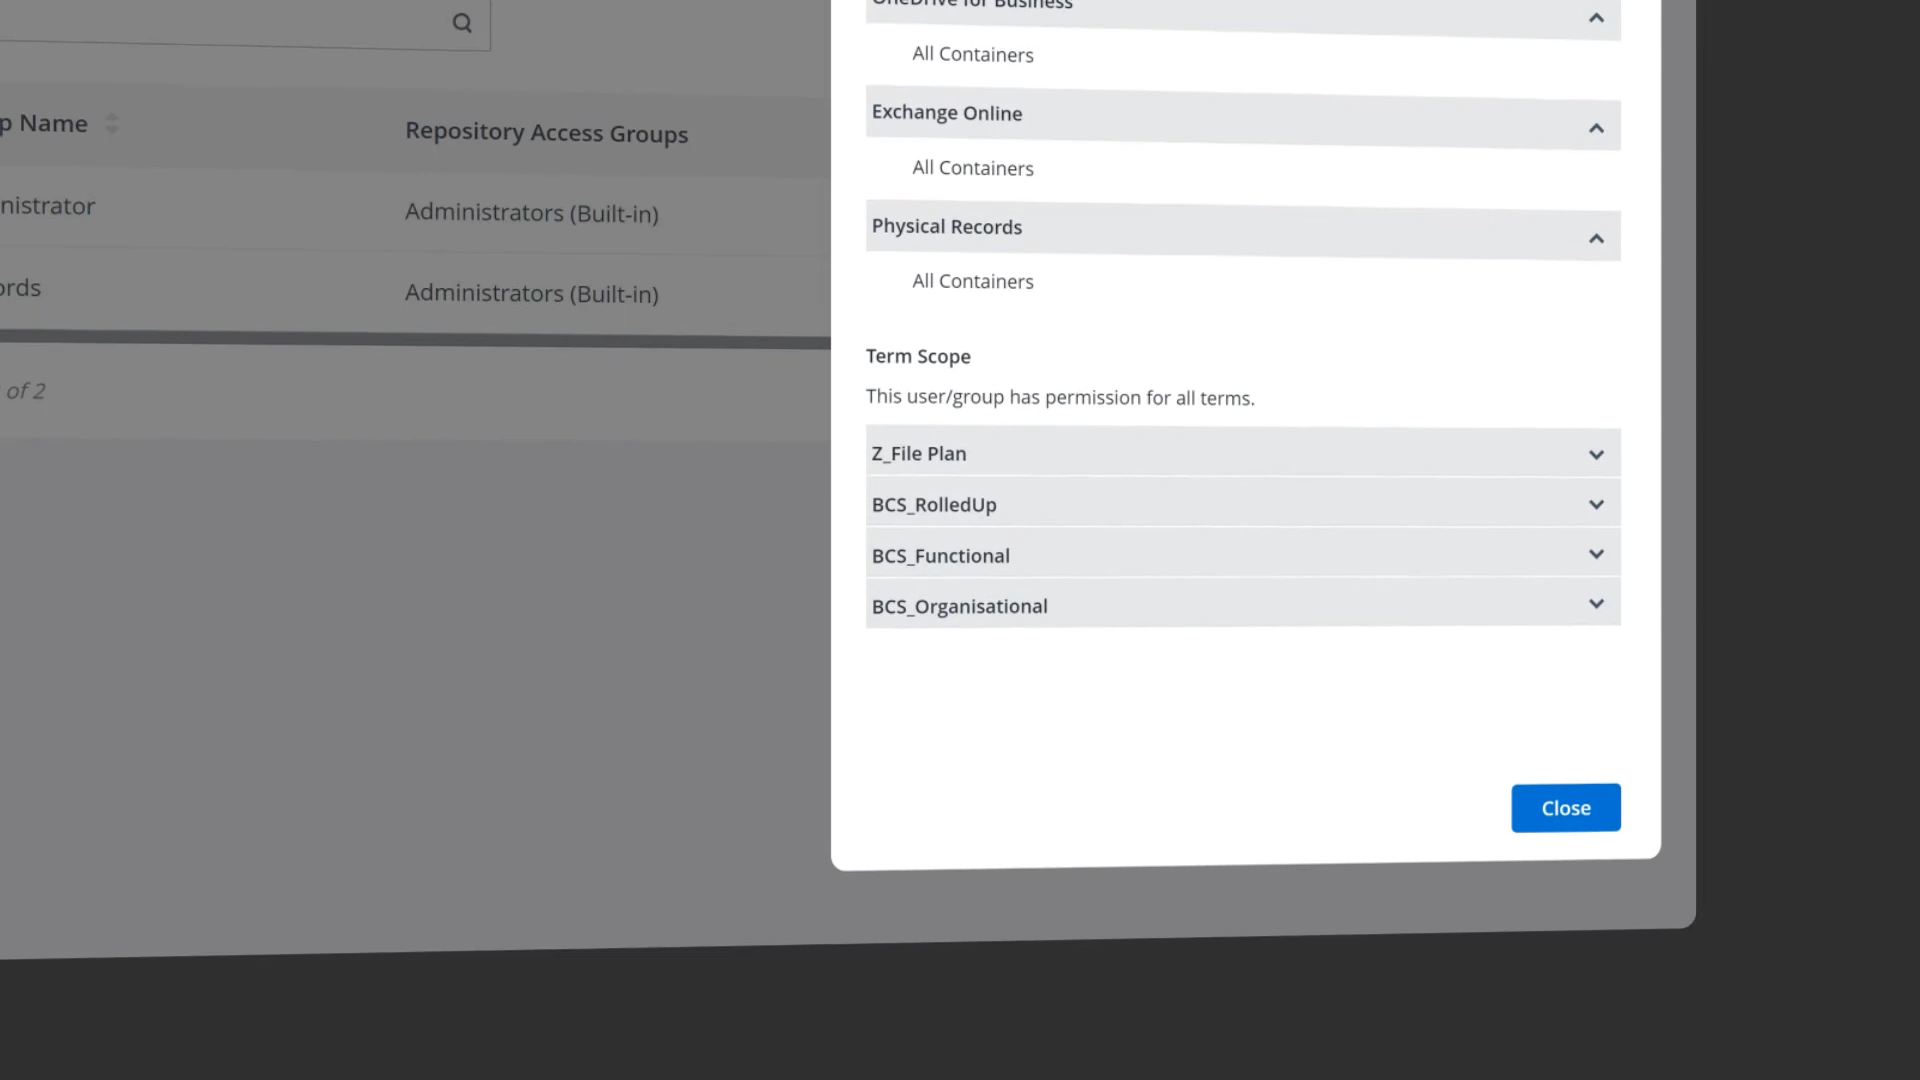 OneDrive for Business
All Containers
Exchange Online
All Containers
Physical Records
All Containers
Term Scope
This user/group has permission for all terms.
Z_File Plan
BCS_RolledUp
BCS_Functional
BCS_Organisational
Close
p Name
Repository Access Groups
nistrator
Administrators (Built-in)
ords
Administrators (Built-in)
of 2